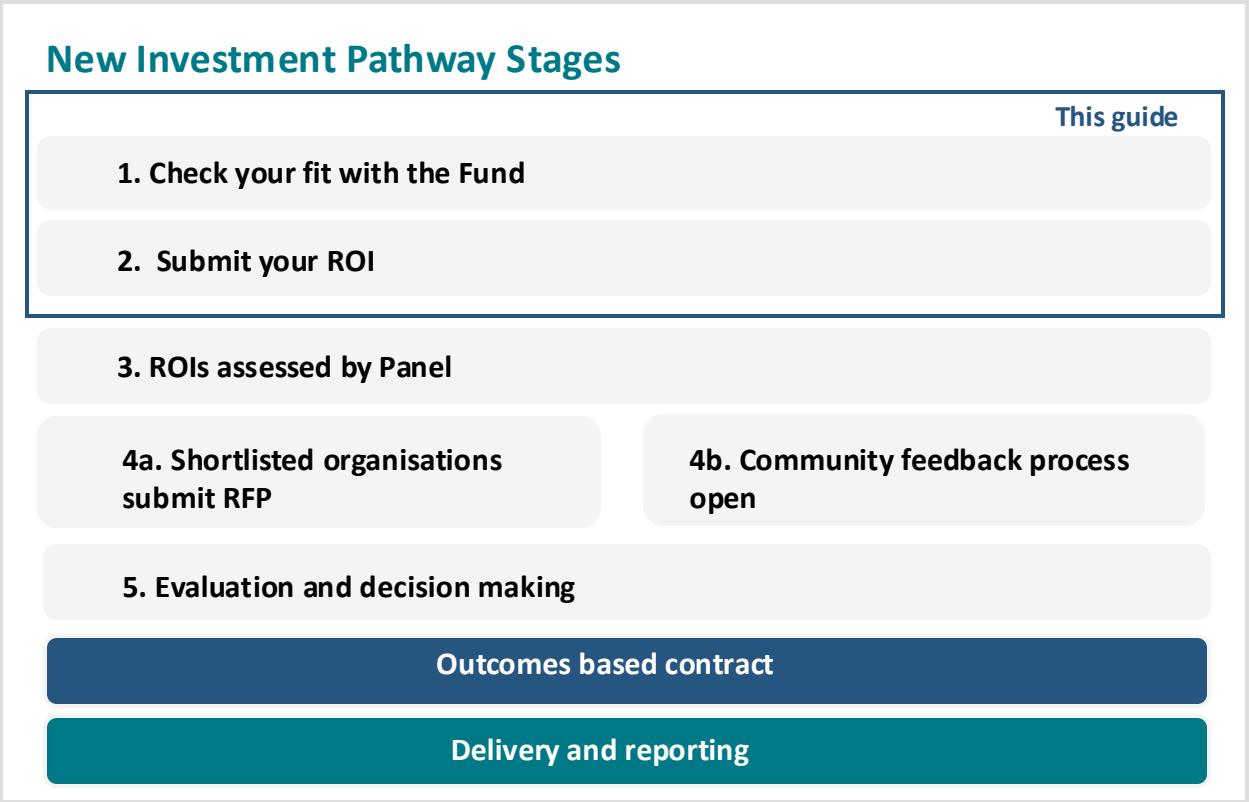 New Investment Pathway Stages
This guide
1. Check your fit with the Fund
2. Submit your ROI
3. ROIs assessed by Panel
4a. Shortlisted organisations
submit RFP
4b. Community feedback process
open
5. Evaluation and decision making
Outcomes based contract
Delivery and reporting